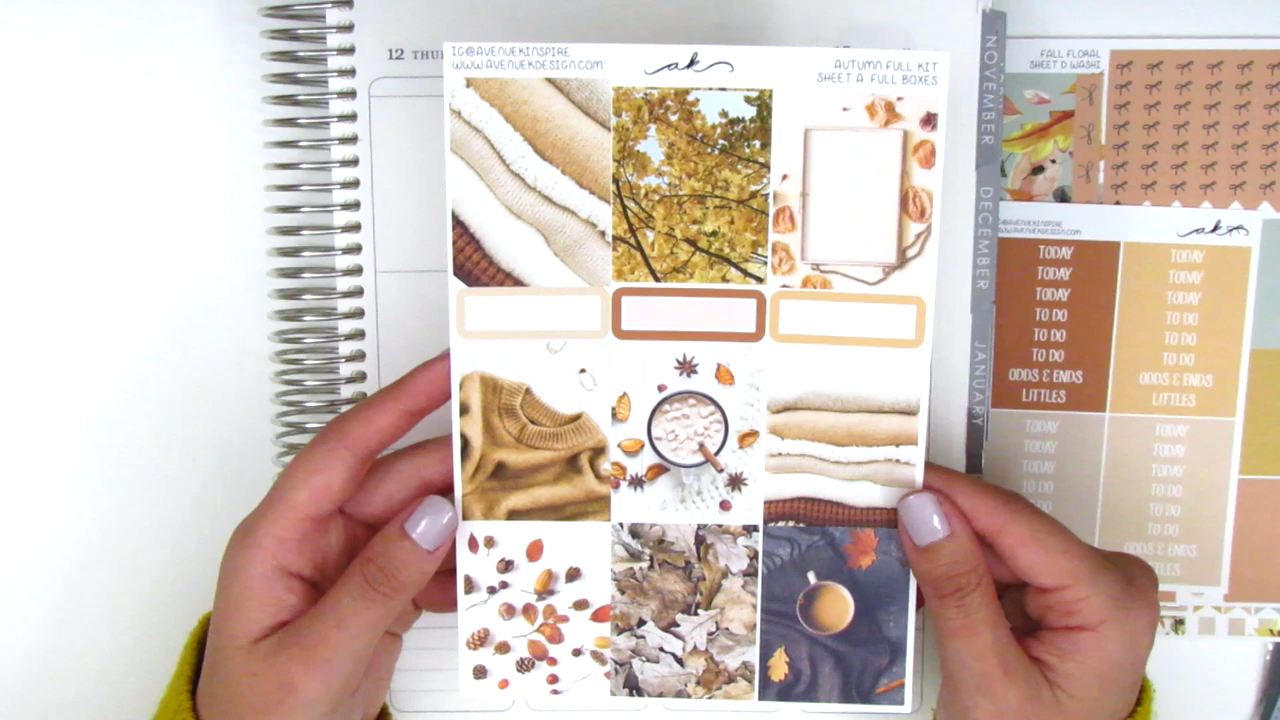 12 THU
IG@AVENUEKINSPIRE
WWW.AVENUEKDESIGN.COM
ak
AUTUMN FULL KIT
SHEET A FULL BOXES
NOVEMBER
DECEMBER
JANUARY
FALL FLORAL
SHEET D WASHI
IG@AVENUEKINSPIRE
WWW.AVENUEKDESIGN.COM
ak
TODAY
TODAY
TODAY
TO DO
TO DO
TO DO
ODDS & ENDS
LITTLES
TODAY
TODAY
TODAY
TO DO
TO DO
TO DO
ODDS & ENDS
LITTLES
TODAY
TODAY
TODAY
TO DO
TO DO
TODAY
TODAY
TODAY
TO DO
TO DO
TO DO
ODDS & ENDS